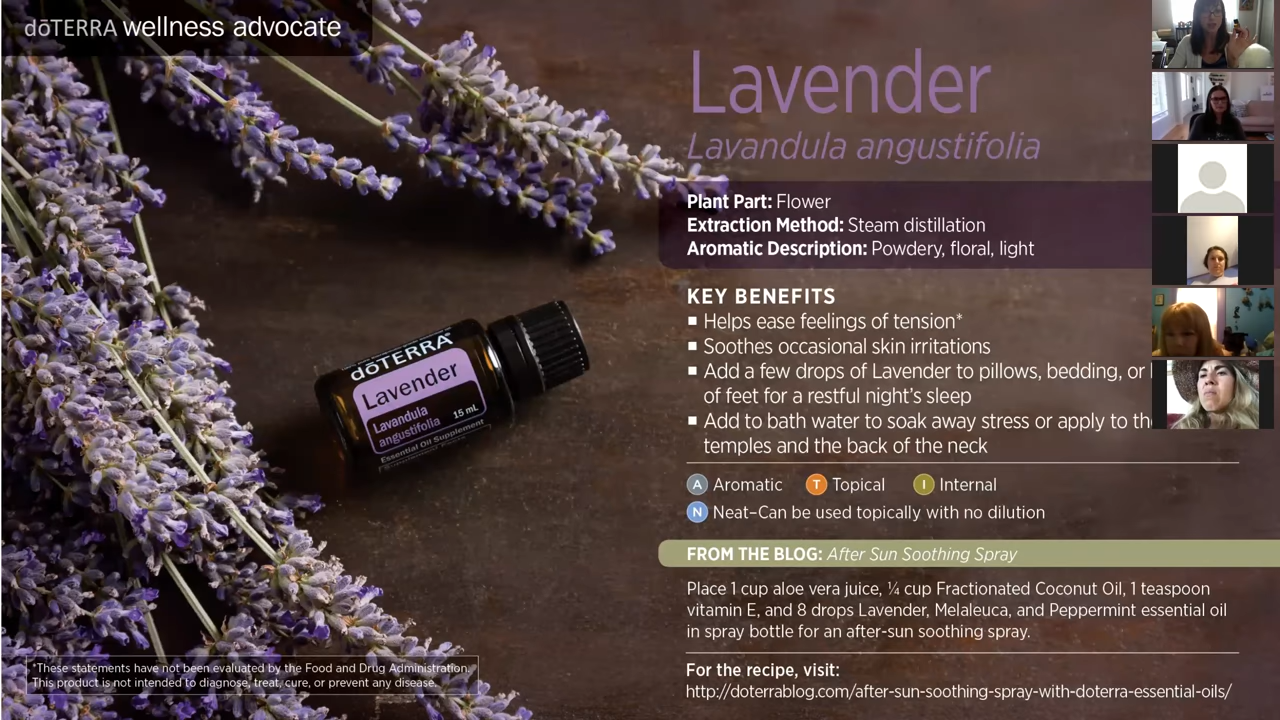 dōTERRA wellness advocate
Lavender
Lavandula angustifolia
Plant Part: Flower
Extraction Method: Steam distillation
Aromatic Description: Powdery, floral, light
KEY BENEFITS
▪ Helps ease feelings of tension*
▪ Soothes occasional skin irritations
▪ Add a few drops of Lavender to pillows, bedding, or
of feet for a restful night’s sleep
▪ Add to bath water to soak away stress or apply to
temples and the back of the neck
A Aromatic T Topical I Internal
N Neat–Can be used topically with no dilution
FROM THE BLOG: After Sun Soothing Spray
Place 1 cup aloe vera juice, ¼ cup Fractionated Coconut Oil, 1 teaspoon
vitamin E, and 8 drops Lavender, Melaleuca, and Peppermint essential oil
in spray bottle for an after-sun soothing spray.
For the recipe, visit:
http://doterrablog.com/after-sun-soothing-spray-with-doterra-essential-oils/
dōTERRA
Lavender
Lavandula
angustifolia 15 mL
Essential Oil Supplement
*These statements have not been evaluated by the Food and Drug Administration.
This product is not intended to diagnose, treat, cure, or prevent any disease.